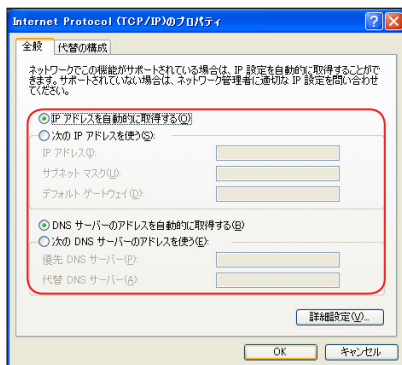 Internet Protocol (TCP/IP)のプロパティ
全般 代替の構成
ネットワークでこの機能がサポートされている場合は、IP 設定を自動的に取得することがで
きます。サポートされていない場合は、ネットワーク管理者に適切な IP 設定を問い合わせ
てください。
IP アドレスを自動的に取得する(O)
次の IP アドレスを使う(S):
IP アドレス(I):
サブネット マスク(U):
デフォルト ゲートウェイ(D):
DNS サーバーのアドレスを自動的に取得する(B)
次の DNS サーバーのアドレスを使う(E):
優先 DNS サーバー(P):
代替 DNS サーバー(A):
詳細設定(V)...
OK キャンセル